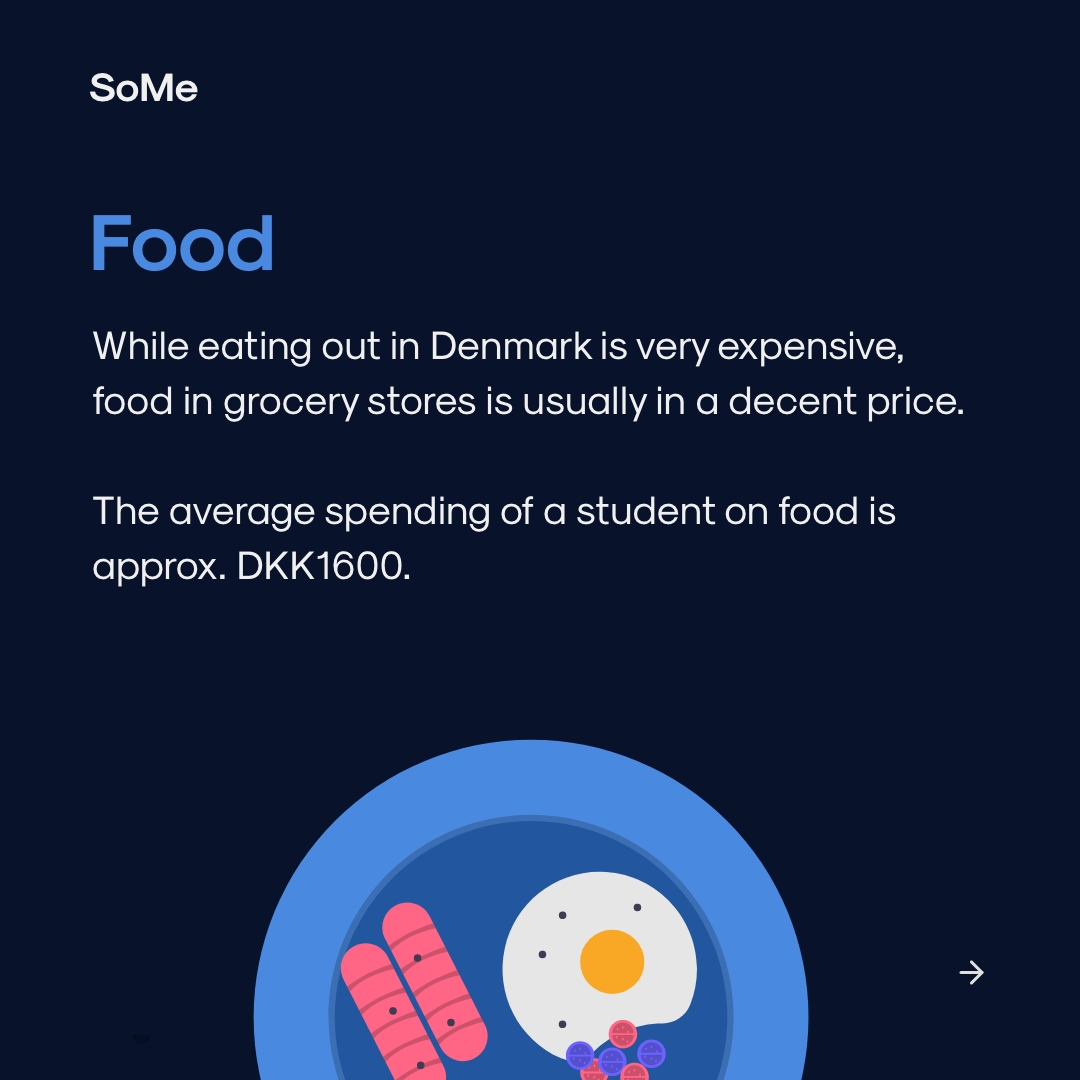 SoMe
Food
While eating out in Denmark is very expensive,
food in grocery stores is usually in a decent price.
The average spending of a student on food is
approx. DKK1600.